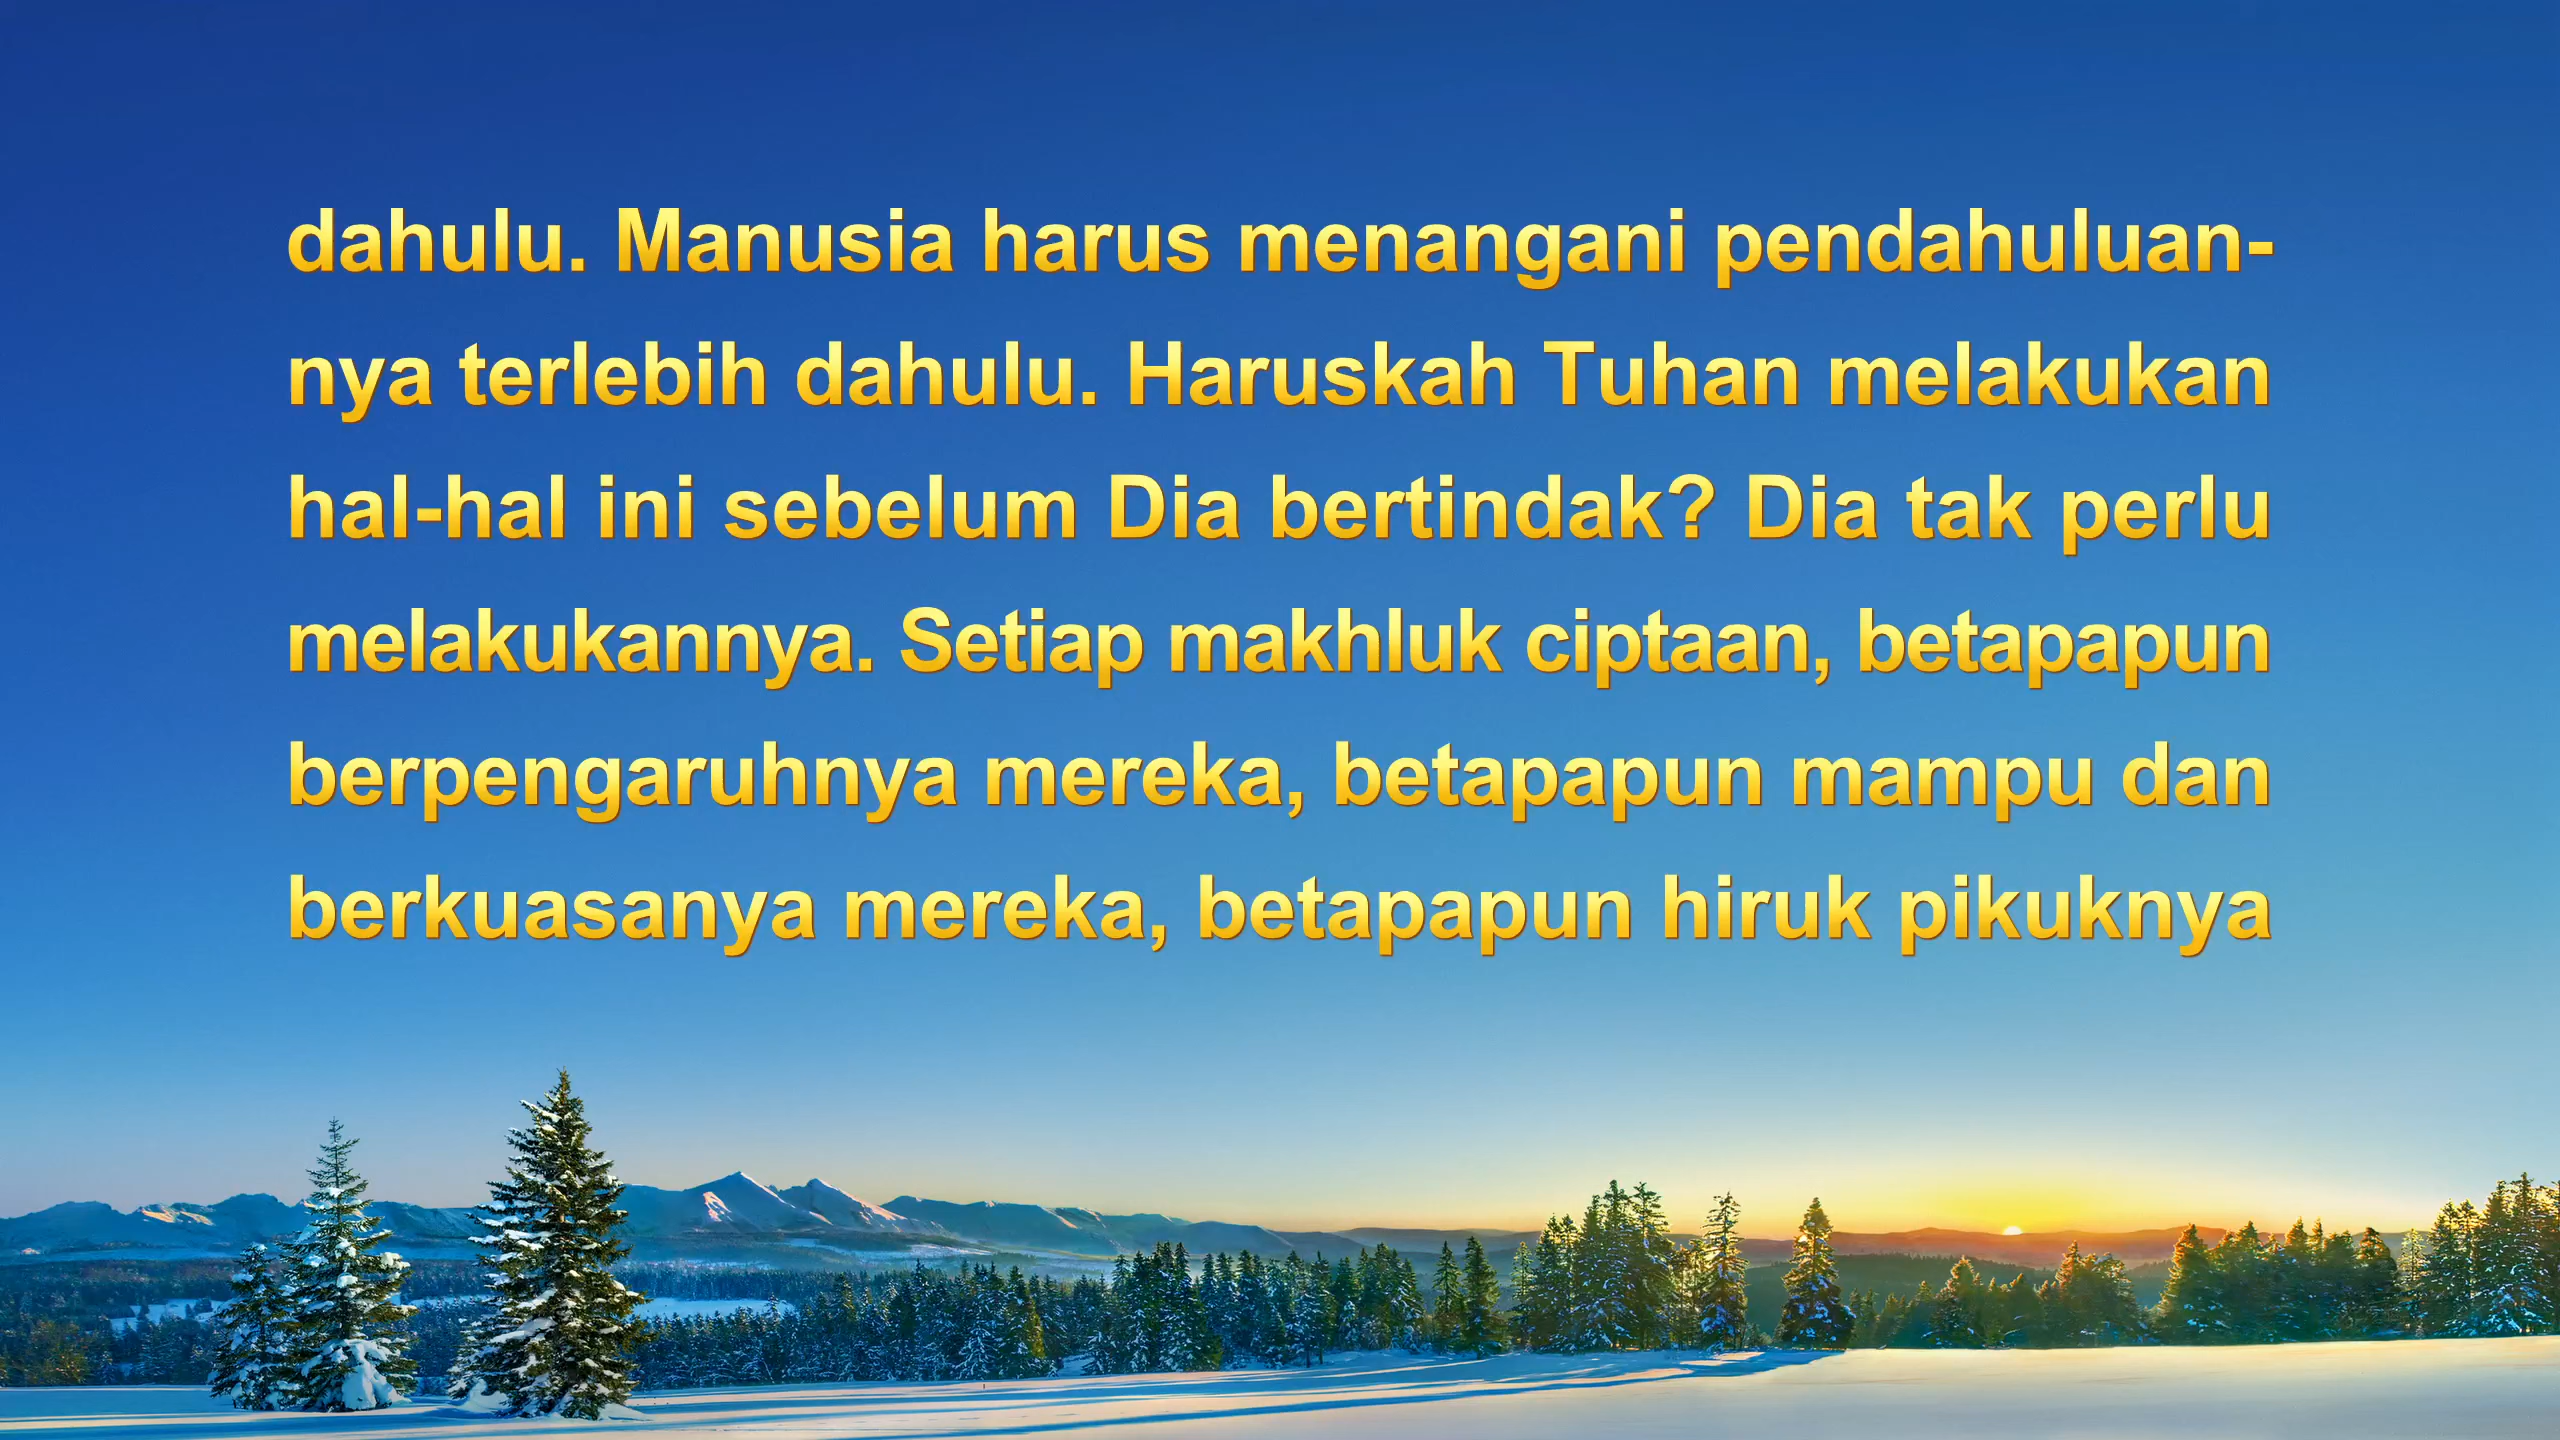 dahulu. Manusia harus menangani pendahuluan-
nya terlebih dahulu. Haruskah Tuhan melakukan
hal-hal ini sebelum Dia bertindak? Dia tak perlu
melakukannya. Setiap makhluk ciptaan, betapapun
berpengaruhnya mereka, betapapun mampu dan
berkuasanya mereka, betapapun hiruk pikuknya